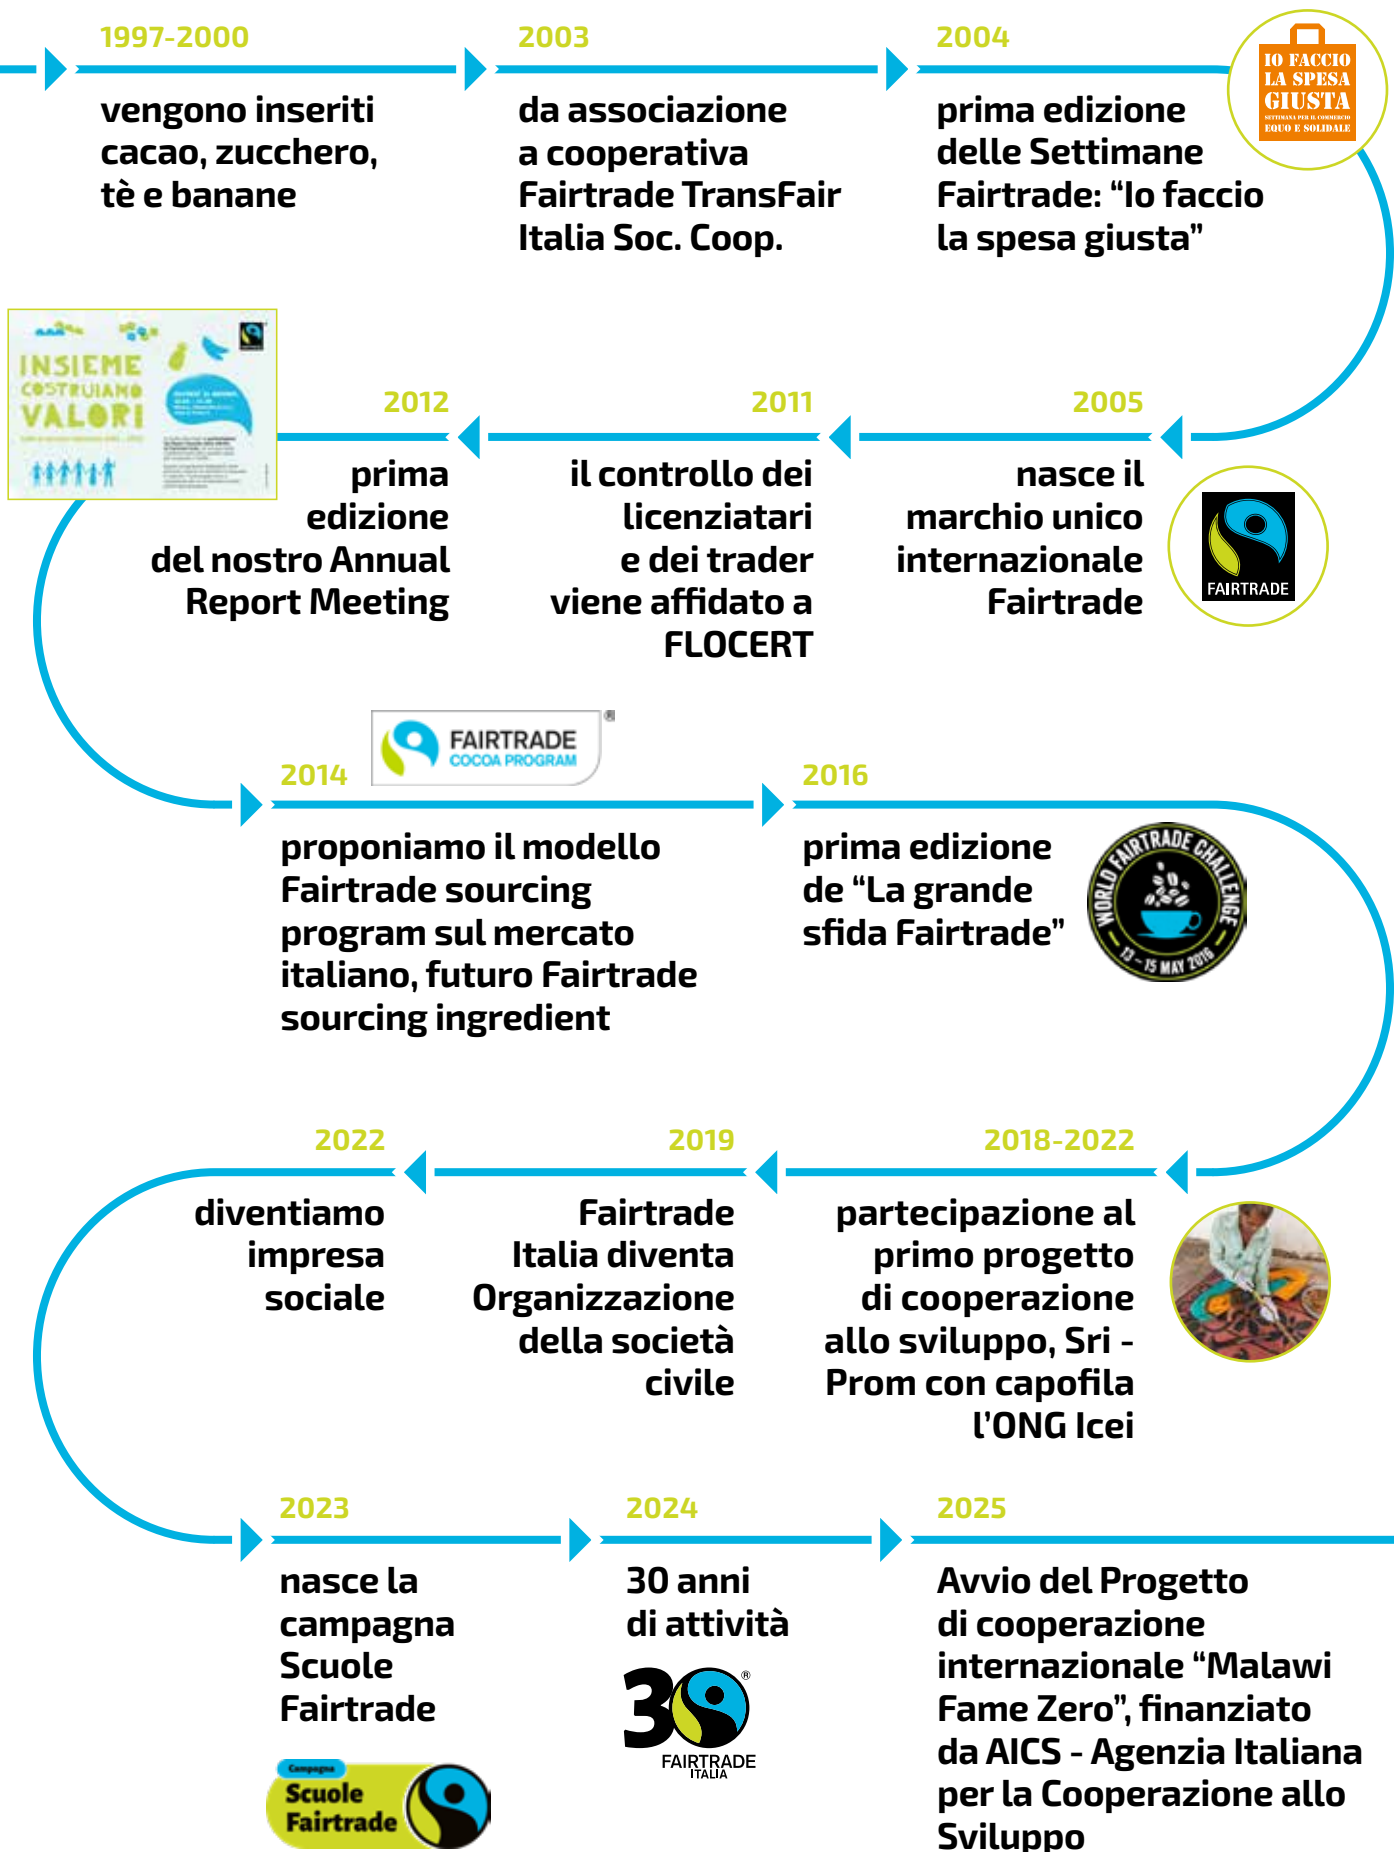 1997-2000
vengono inseriti
cacao, zucchero,
tè e banane
2003
da associazione
a cooperativa
Fairtrade TransFair
Italia Soc. Coop.
2004
prima edizione
delle Settimane
Fairtrade: “Io faccio
la spesa giusta”
IO FACCIO
LA SPESA
GIUSTA
SETTIMANA PER IL COMMERCIO
EQUO E SOLIDALE
2005
nasce il
marchio unico
internazionale
Fairtrade
FAIRTRADE
2011
il controllo dei
licenziatari
e dei trader
viene affidato a
FLOCERT
2012
prima
edizione
del nostro Annual
Report Meeting
INSIEME
COSTRUIAMO
VALORI
2014
FAIRTRADE
COCOA PROGRAM
®
proponiamo il modello
Fairtrade sourcing
program sul mercato
italiano, futuro Fairtrade
sourcing ingredient
2016
prima edizione
de “La grande
sfida Fairtrade”
WORLD FAIRTRADE CHALLENGE
13 – 15 MAY 2016
2018-2022
partecipazione al
primo progetto
di cooperazione
allo sviluppo, Sri -
Prom con capofila
l’ONG Icei
2019
Fairtrade
Italia diventa
Organizzazione
della società
civile
2022
diventiamo
impresa
sociale
2023
nasce la
campagna
Scuole
Fairtrade
Campagna
Scuole
Fairtrade
2024
30 anni
di attività
30
®
FAIRTRADE
ITALIA
2025
Avvio del Progetto
di cooperazione
internazionale “Malawi
Fame Zero”, finanziato
da AICS - Agenzia Italiana
per la Cooperazione allo
Sviluppo